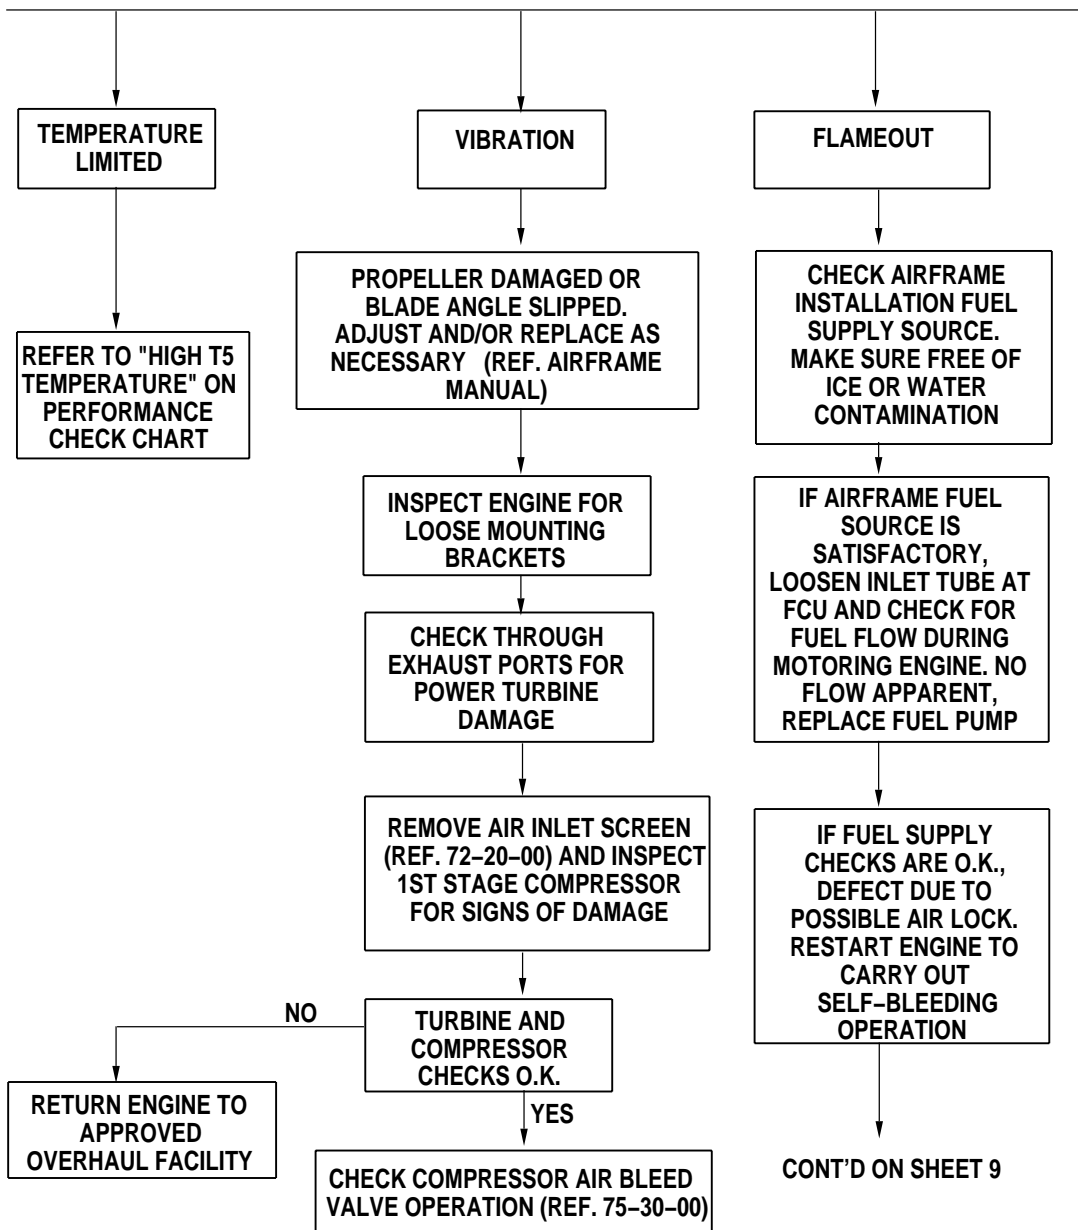 TEMPERATURE
LIMITED
REFER TO "HIGH T5
TEMPERATURE" ON
PERFORMANCE
CHECK CHART
VIBRATION
PROPELLER DAMAGED OR
BLADE ANGLE SLIPPED.
ADJUST AND/OR REPLACE AS
NECESSARY (REF. AIRFRAME
MANUAL)
INSPECT ENGINE FOR
LOOSE MOUNTING
BRACKETS
CHECK THROUGH
EXHAUST PORTS FOR
POWER TURBINE
DAMAGE
REMOVE AIR INLET SCREEN
(REF. 72–20–00) AND INSPECT
1ST STAGE COMPRESSOR
FOR SIGNS OF DAMAGE
TURBINE AND
COMPRESSOR
CHECKS O.K.
NO
RETURN ENGINE TO
APPROVED
OVERHAUL FACILITY
YES
CHECK COMPRESSOR AIR BLEED
VALVE OPERATION (REF. 75–30–00)
FLAMEOUT
CHECK AIRFRAME
INSTALLATION FUEL
SUPPLY SOURCE.
MAKE SURE FREE OF
ICE OR WATER
CONTAMINATION
IF AIRFRAME FUEL
SOURCE IS
SATISFACTORY,
LOOSEN INLET TUBE AT
FCU AND CHECK FOR
FUEL FLOW DURING
MOTORING ENGINE. NO
FLOW APPARENT,
REPLACE FUEL PUMP
IF FUEL SUPPLY
CHECKS ARE O.K.,
DEFECT DUE TO
POSSIBLE AIR LOCK.
RESTART ENGINE TO
CARRY OUT
SELF–BLEEDING
OPERATION
CONT'D ON SHEET 9